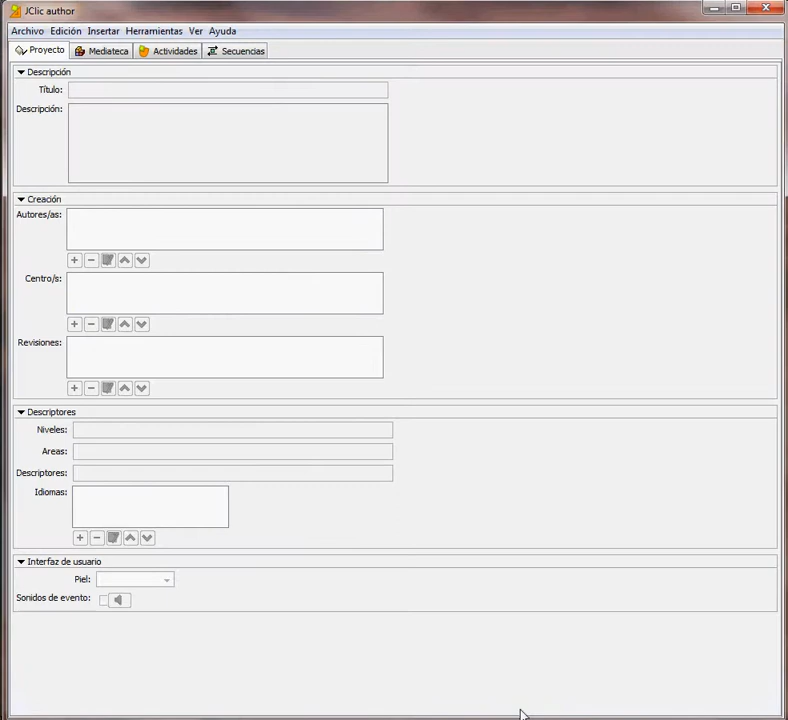 JClic author
Archivo Edición Insertar Herramientas Ver Ayuda
Proyecto Mediateca Actividades Secuencias
Descripción
Título:
Descripción:
Creación
Autores/as:
Centro/s:
Revisiones:
Descriptores
Niveles:
Areas:
Descriptores:
Idiomas:
Interfaz de usuario
Piel:
Sonidos de evento: